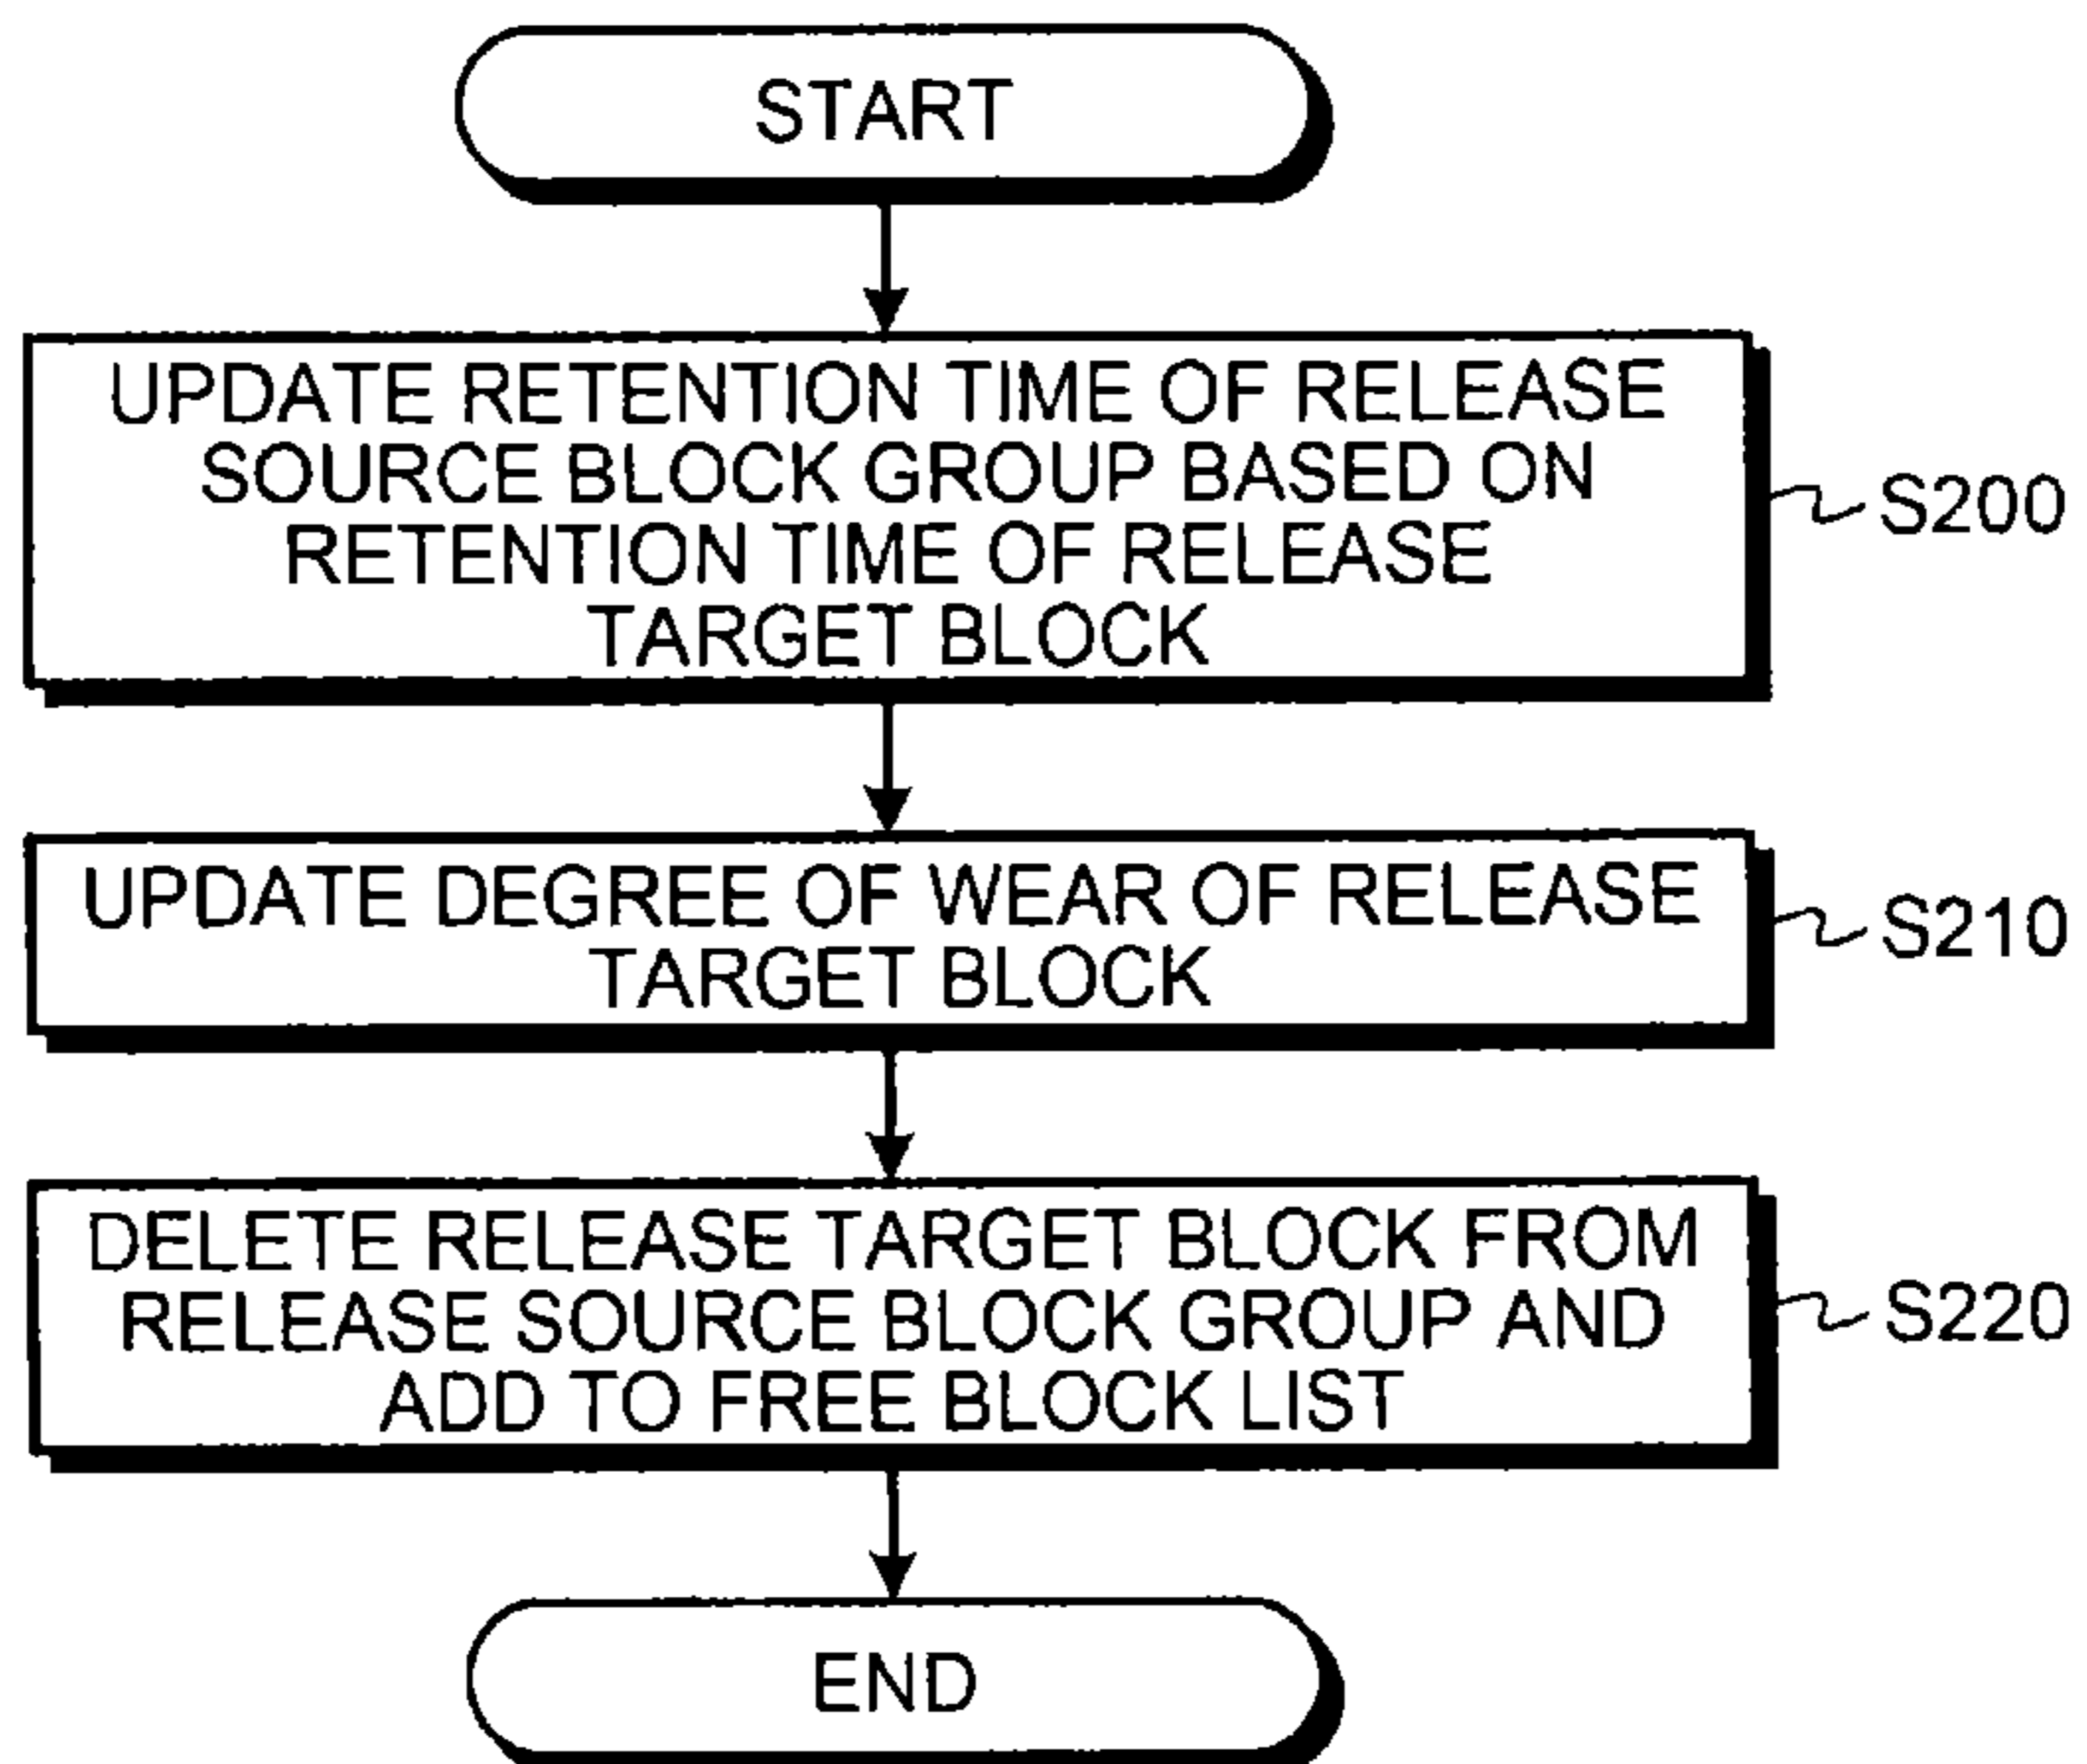 START
UPDATE RETENTION TIME OF RELEASE
SOURCE BLOCK GROUP BASED ON
RETENTION TIME OF RELEASE
TARGET BLOCK
S200
UPDATE DEGREE OF WEAR OF RELEASE
TARGET BLOCK
S210
DELETE RELEASE TARGET BLOCK FROM
RELEASE SOURCE BLOCK GROUP AND
ADD TO FREE BLOCK LIST
S220
END